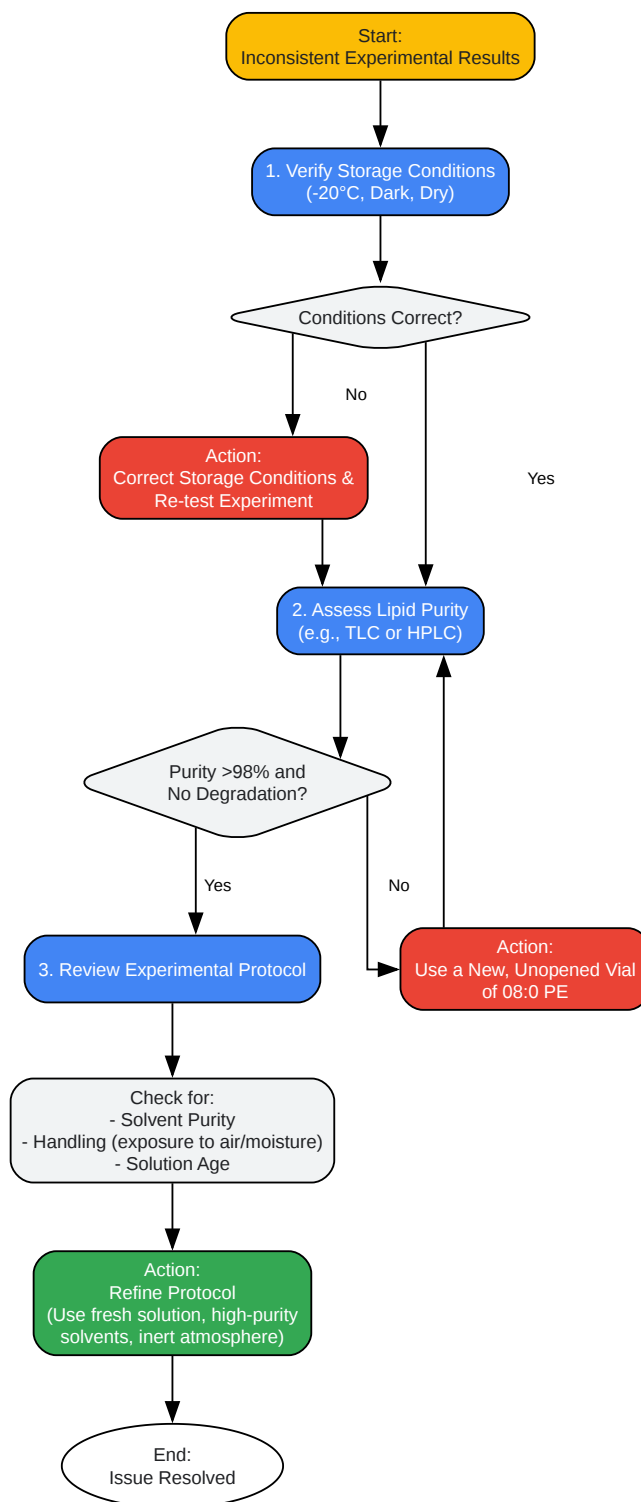 Start:
Inconsistent Experimental Results
1. Verify Storage Conditions
(-20°C, Dark, Dry)
Conditions Correct?
No
Action:
Correct Storage Conditions &
Re-test Experiment
Yes
2. Assess Lipid Purity
(e.g., TLC or HPLC)
Purity >98% and
No Degradation?
Yes
No
3. Review Experimental Protocol
Action:
Use a New, Unopened Vial
of 08:0 PE
Check for:
- Solvent Purity
- Handling (exposure to air/moisture)
- Solution Age
Action:
Refine Protocol
(Use fresh solution, high-purity
solvents, inert atmosphere)
End:
Issue Resolved